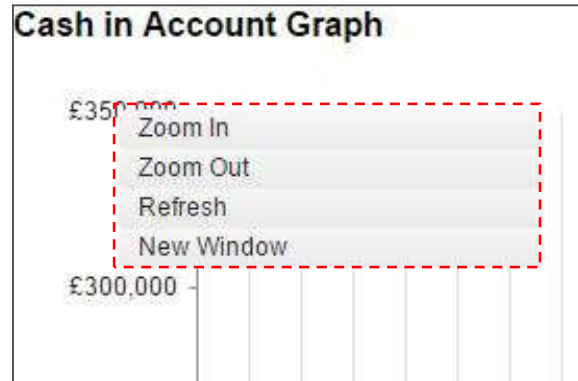 Cash in Account Graph
£350,000
Zoom In
Zoom Out
Refresh
New Window
£300,000